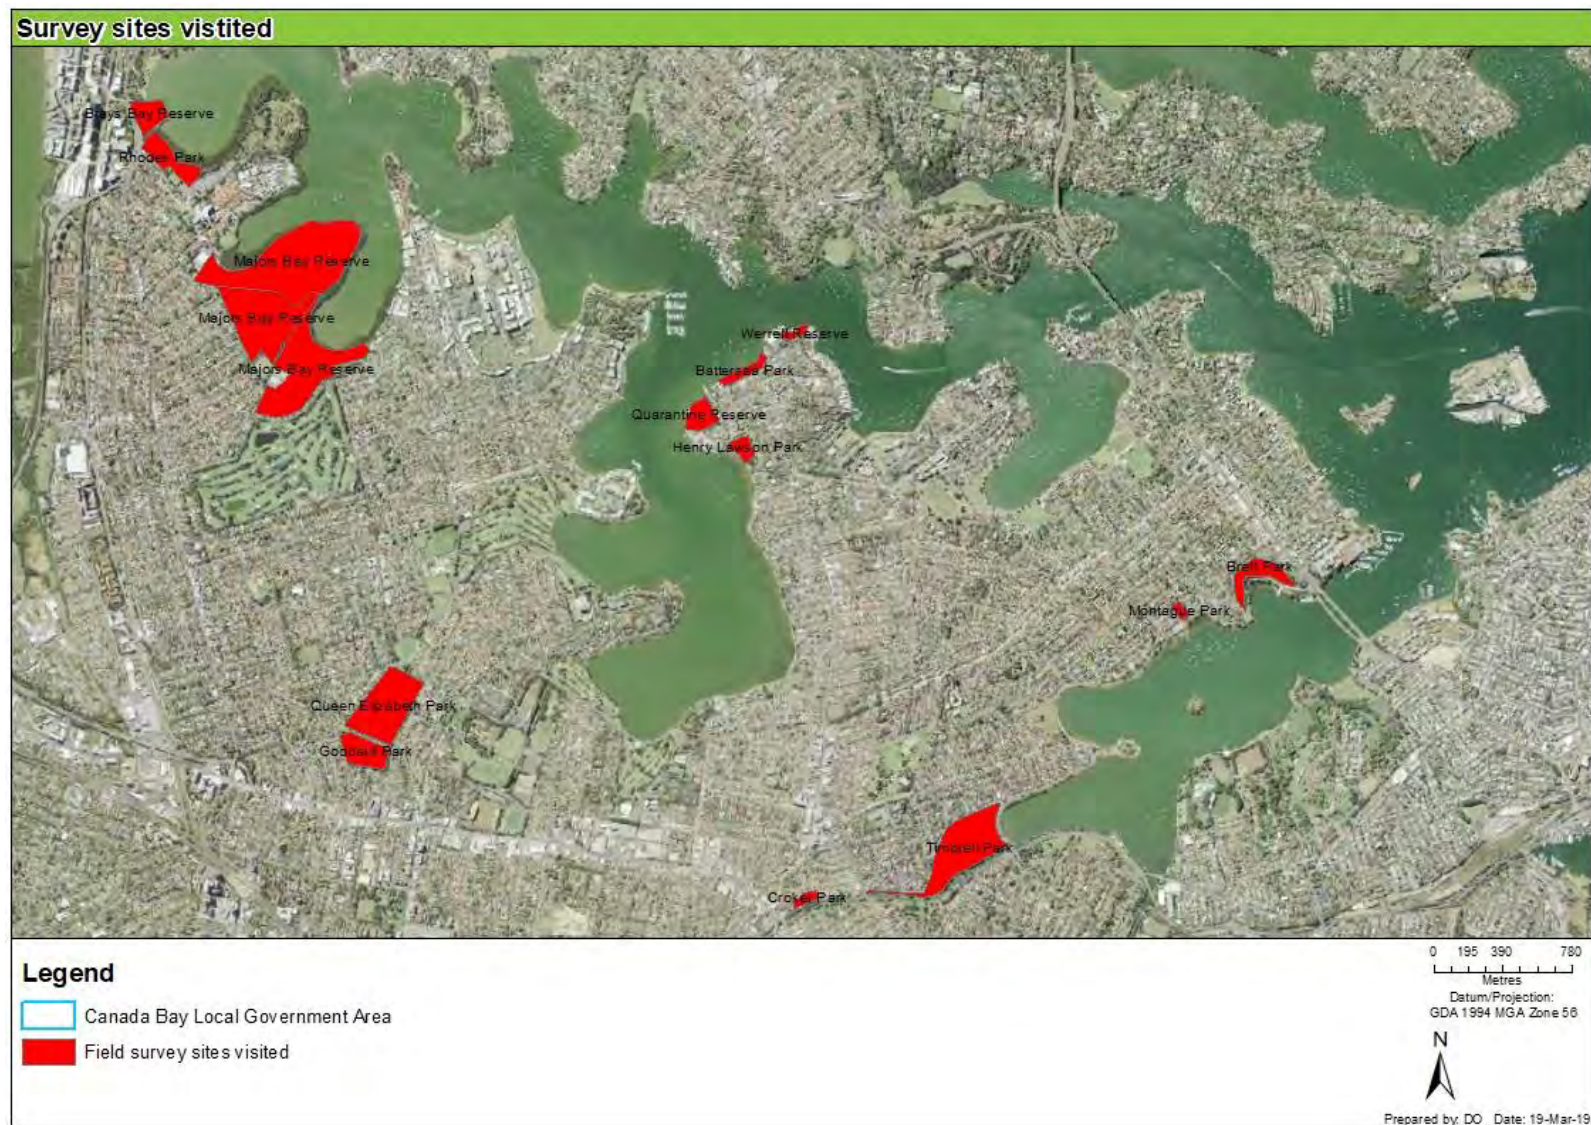 Survey sites vistited
Brays Bay Reserve
Rhodes Park
Majors Bay Reserve
Majors Bay Reserve
Majors Bay Reserve
Werrell Reserve
Battersea Park
Quarantine Reserve
Henry Lawson Park
Brett Park
Montague Park
Queen Elizabeth Park
Goddard Park
Timbrell Park
Croker Park
Legend
Canada Bay Local Government Area
Field survey sites visited
0 195 390 780
Metres
Datum/Projection:
GDA 1994 MGA Zone 56
N
Prepared by: DO Date: 19-Mar-19